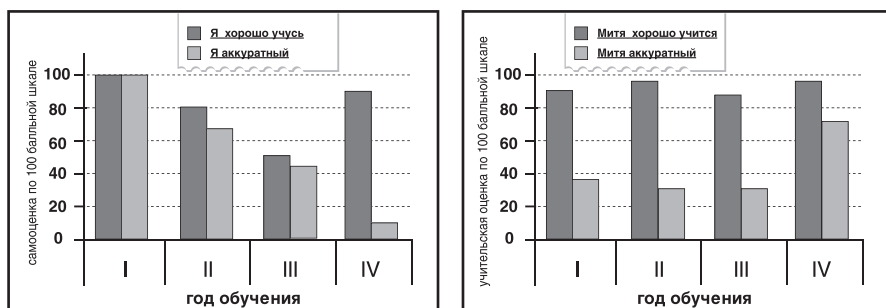 Я хорошо учусь
Я аккуратный
самооценка по 100 балльной шкале
100
80
60
40
20
0
I II III IV
год обучения
Митя хорошо учится
Митя аккуратный
учительская оценка по 100 балльной шкале
100
80
60
40
20
0
I II III IV
год обучения